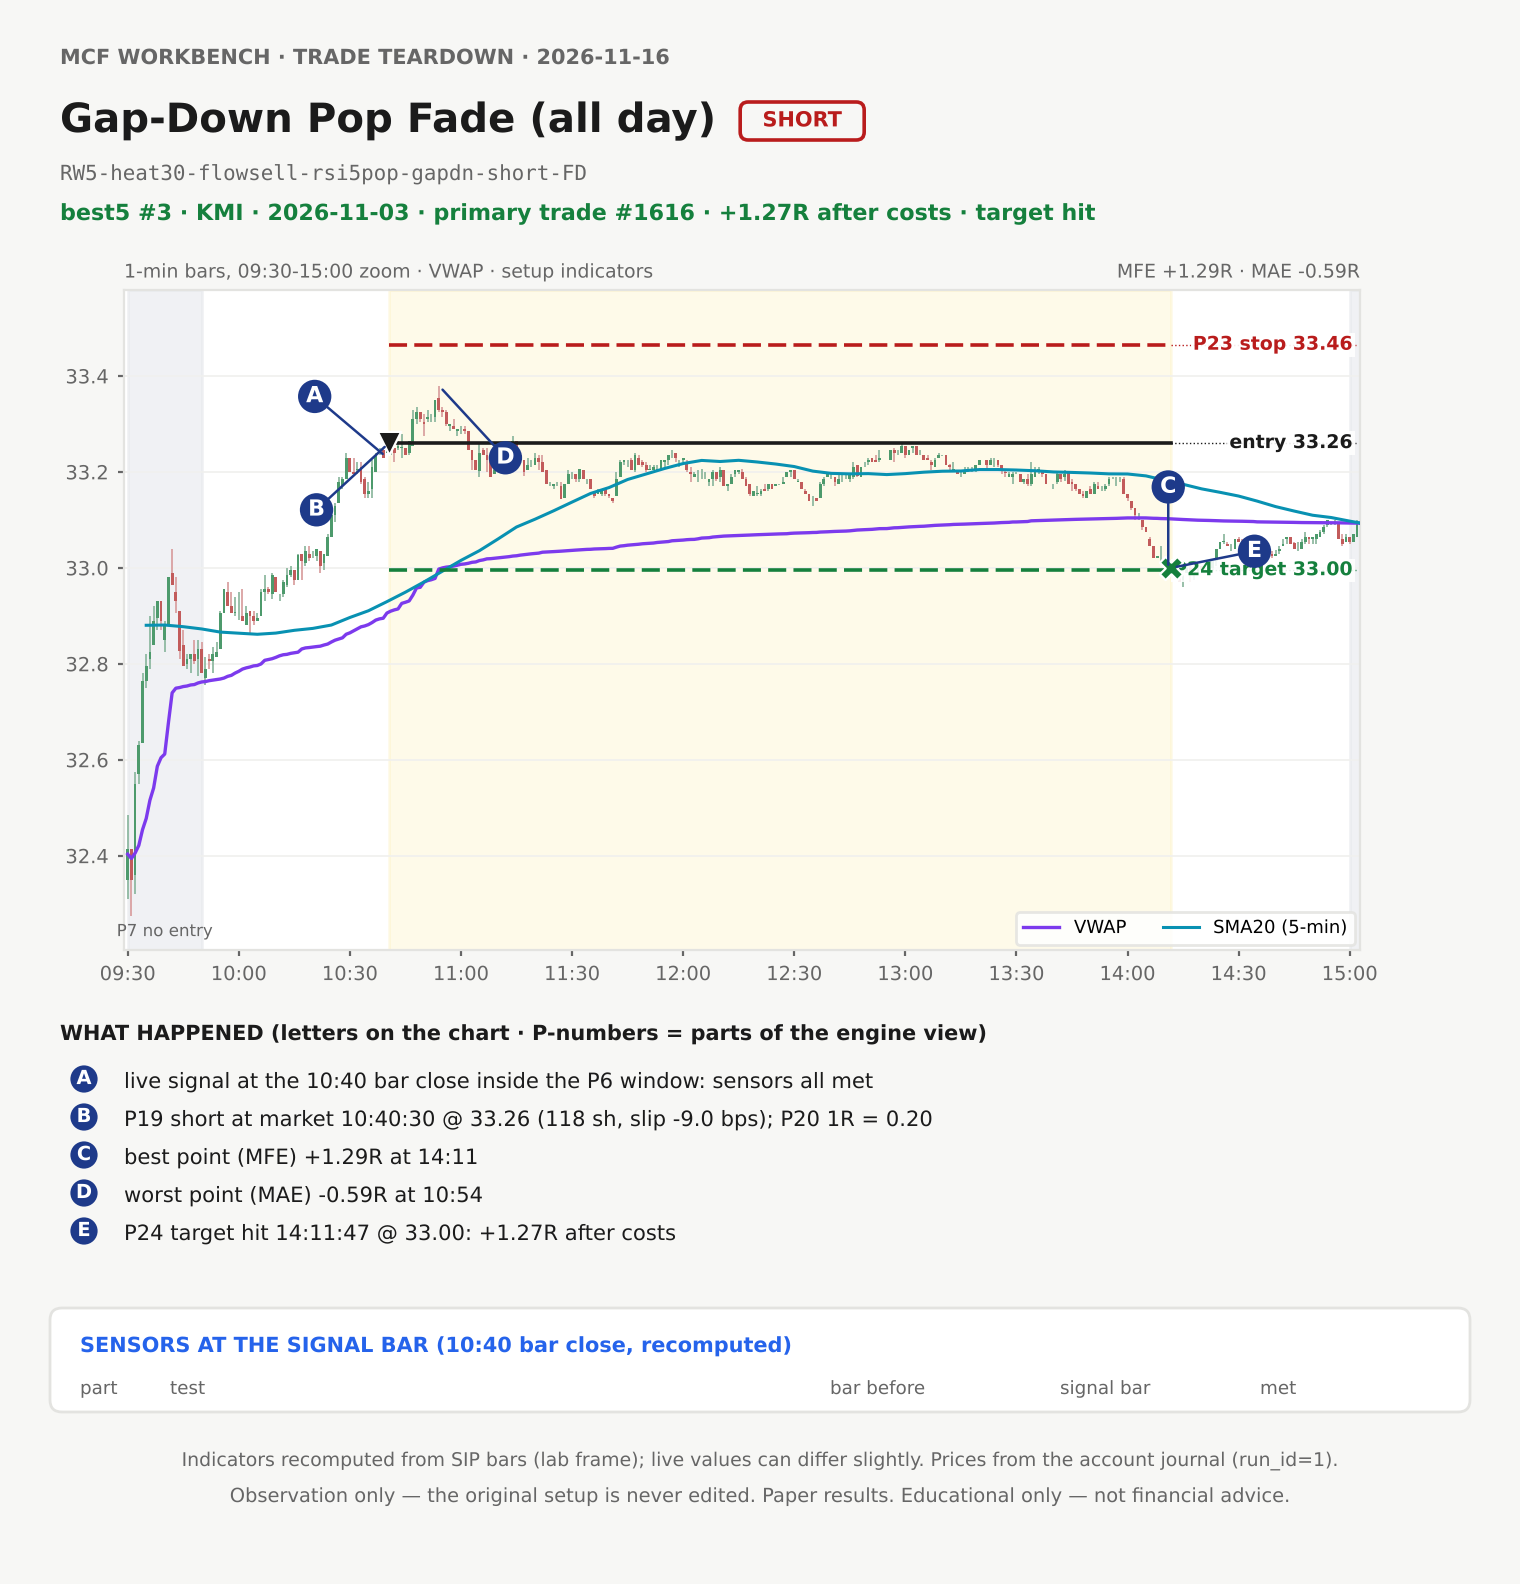 MCF WORKBENCH · TRADE TEARDOWN · 2026-11-16
Gap-Down Pop Fade (all day) SHORT
RW5-heat30-flowsell-rsi5pop-gapdn-short-FD
best5 #3 · KMI · 2026-11-03 · primary trade #1616 · +1.27R after costs · target hit
1-min bars, 09:30-15:00 zoom · VWAP · setup indicators MFE +1.29R · MAE -0.59R
P23 stop 33.46
33.4
A
entry 33.26
D
33.2
C
B
E
33.0
24 target 33.00
32.8
32.6
32.4
P7 no entry
VWAP SMA20 (5-min)
09:30 10:00 10:30 11:00 11:30 12:00 12:30 13:00 13:30 14:00 14:30 15:00
WHAT HAPPENED (letters on the chart · P-numbers = parts of the engine view)
A live signal at the 10:40 bar close inside the P6 window: sensors all met
B P19 short at market 10:40:30 @ 33.26 (118 sh, slip -9.0 bps); P20 1R = 0.20
C best point (MFE) +1.29R at 14:11
D worst point (MAE) -0.59R at 10:54
E P24 target hit 14:11:47 @ 33.00: +1.27R after costs
SENSORS AT THE SIGNAL BAR (10:40 bar close, recomputed)
part test bar before signal bar met
Indicators recomputed from SIP bars (lab frame); live values can differ slightly. Prices from the account journal (run_id=1).
Observation only — the original setup is never edited. Paper results. Educational only — not financial advice.